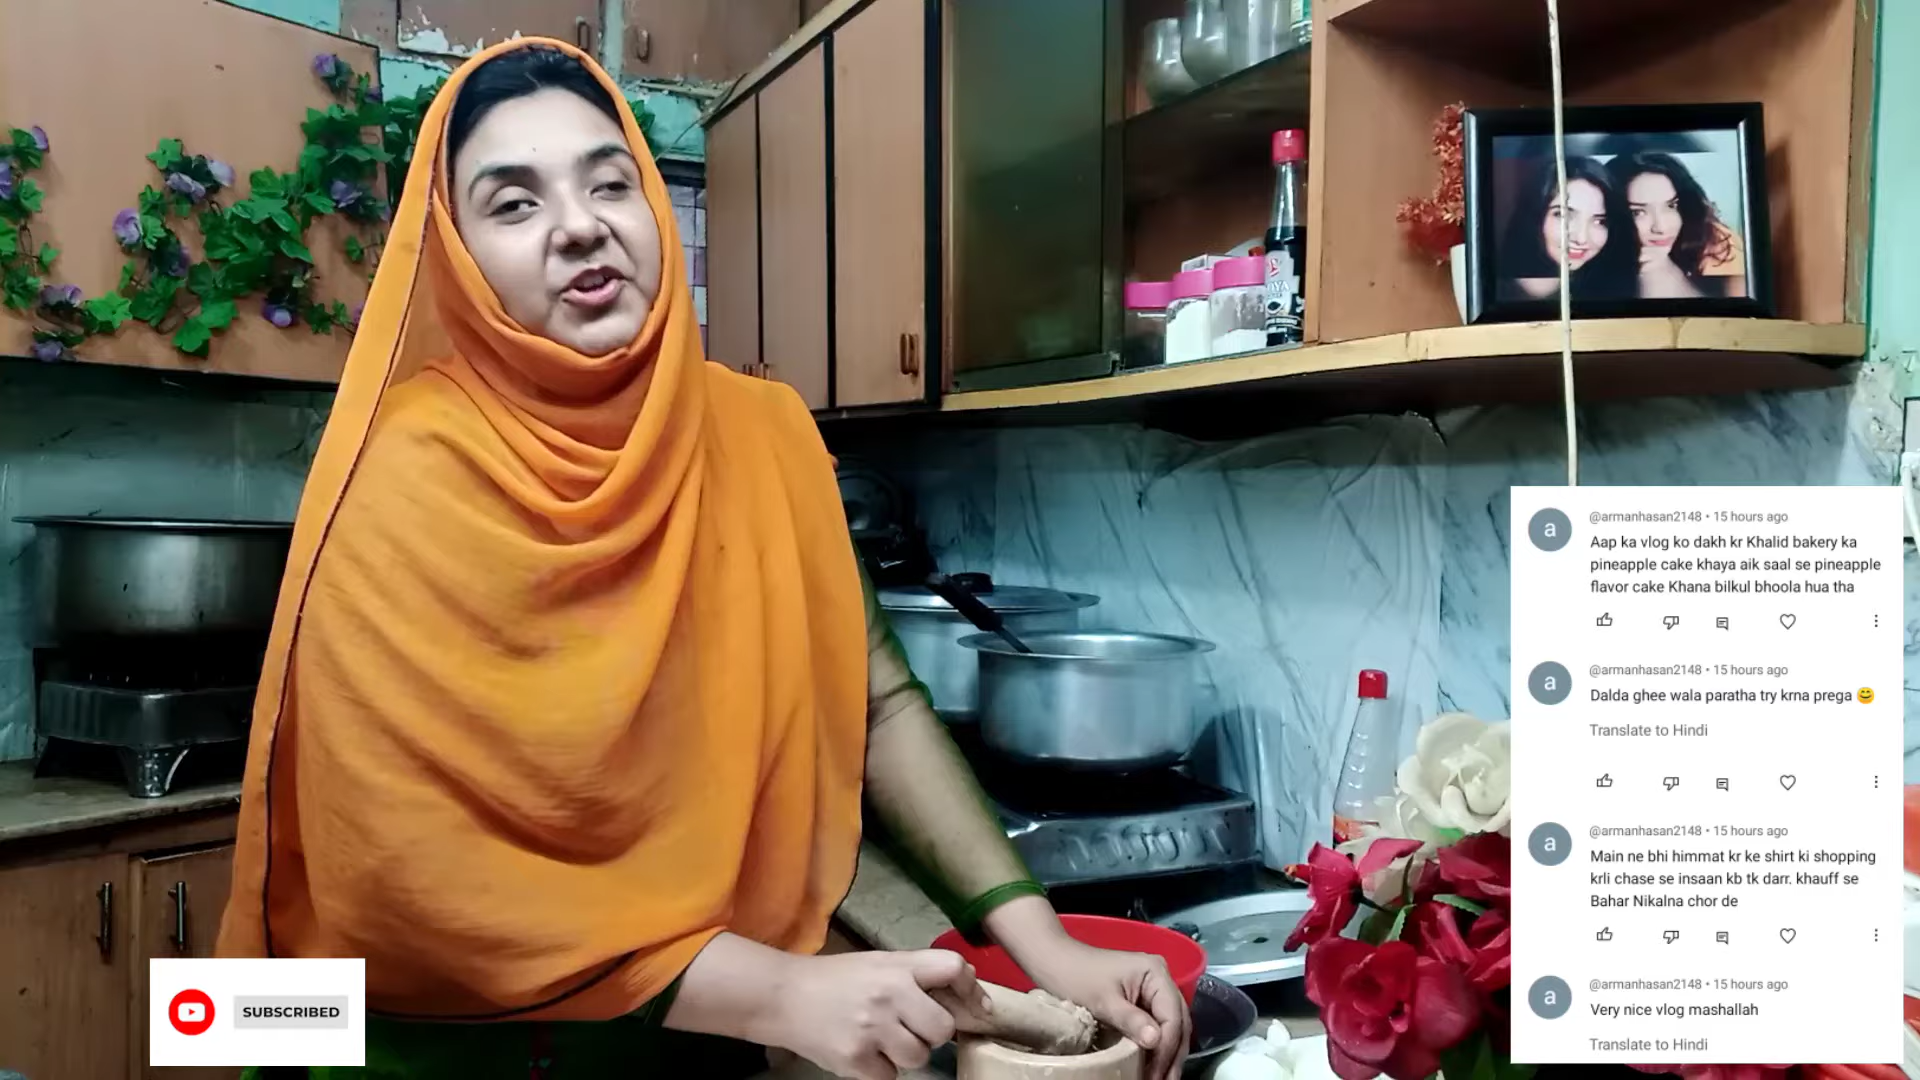 OYA
@armanhasan2148 • 15 hours ago
a
Aap ka vlog ko dakh kr Khalid bakery ka
pineapple cake khaya aik saal se pineapple
flavor cake Khana bilkul bhoola hua tha
@armanhasan2148 • 15 hours ago
a
Dalda ghee wala paratha try krna prega 😊
Translate to Hindi
@armanhasan2148 • 15 hours ago
a
Main ne bhi himmat kr ke shirt ki shopping
krli chase se insaan kb tk darr. khauff se
Bahar Nikalna chor de
@armanhasan2148 • 15 hours ago
a
Very nice vlog mashallah
Translate to Hindi
SUBSCRIBED